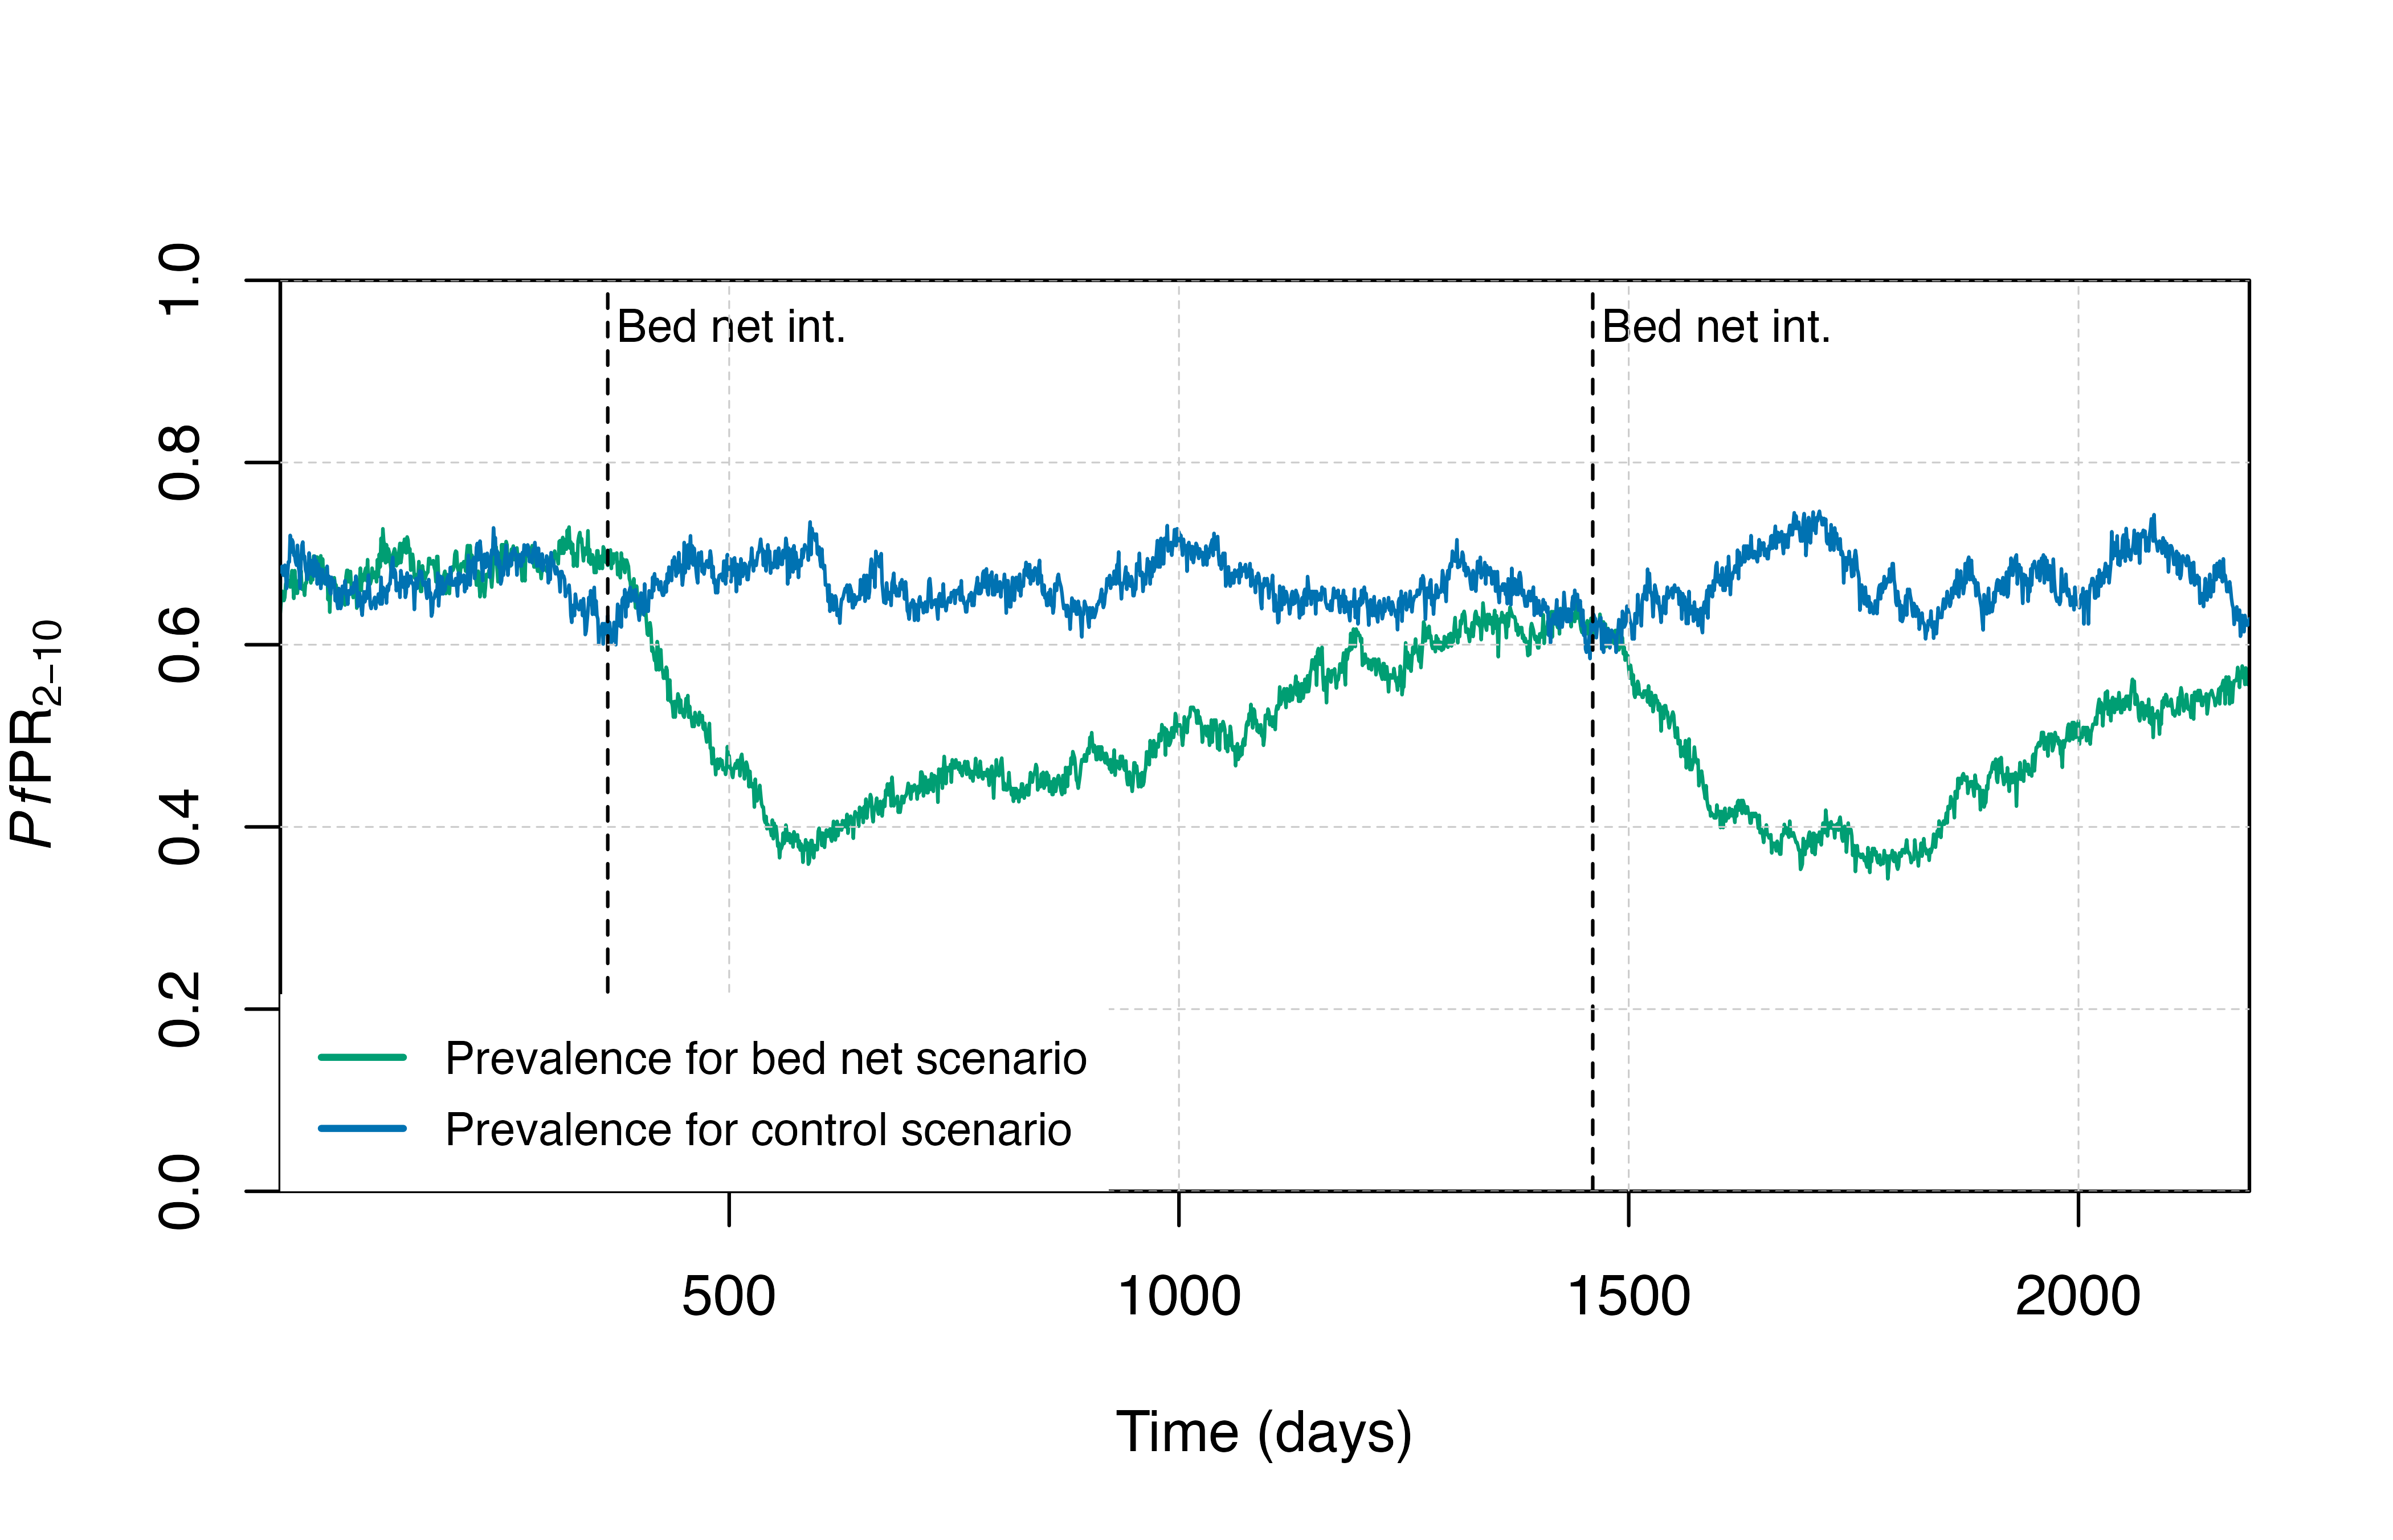 PfPR2−10
1.0
0.8
0.6
0.4
0.2
0.0
Bed net int.
Bed net int.
Prevalence for bed net scenario
Prevalence for control scenario
500
1000
1500
2000
Time (days)